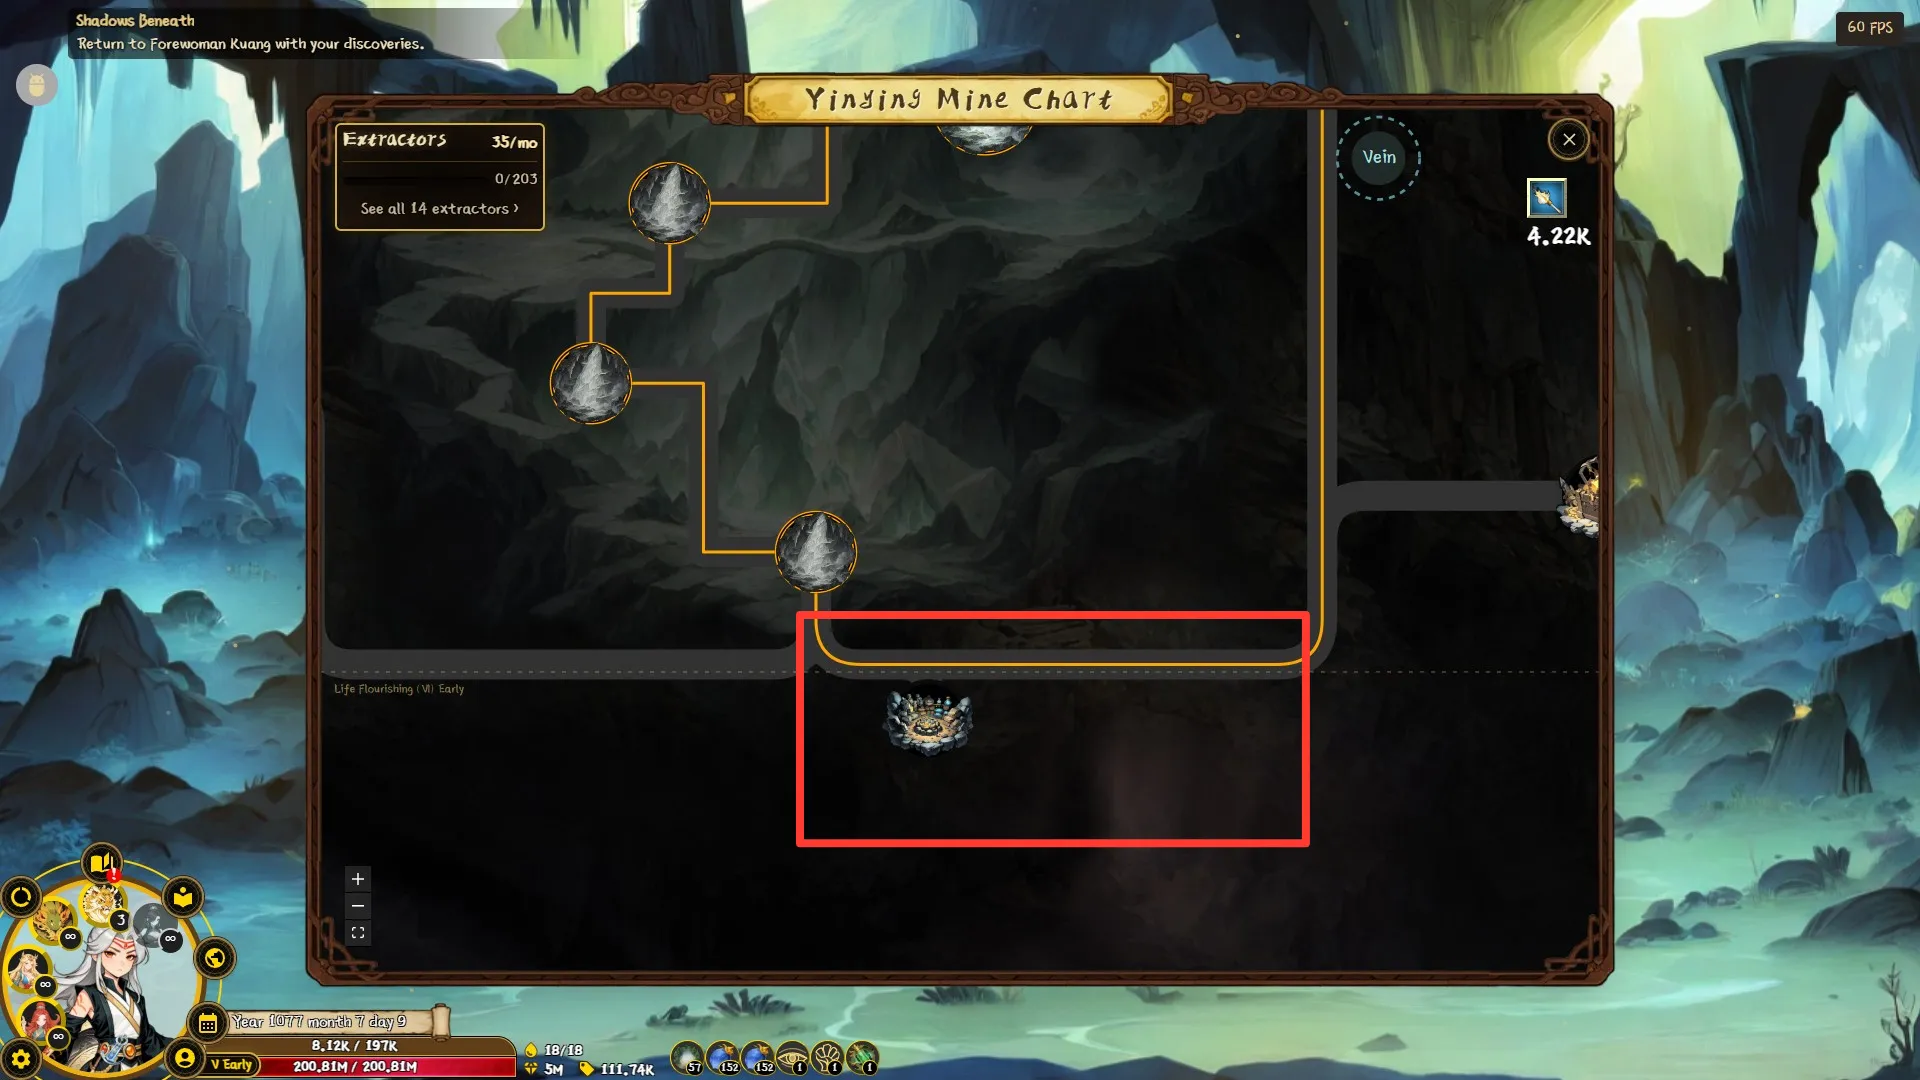 Shadows Beneath
Return to Forewoman Kuang with your discoveries.
60 FPS
Yinying Mine Chart
Extractors 35/mo
0/203
See all 14 extractors ›
Vein
4.22K
Life Flourishing (VI) Early
+
−
3
∞
∞
∞
∞
Year 1077 month 7 day 9
8.12K / 197K
V Early
200.81M / 200.81M
18/18
5M
111.74K
57
152
152
1
1
1